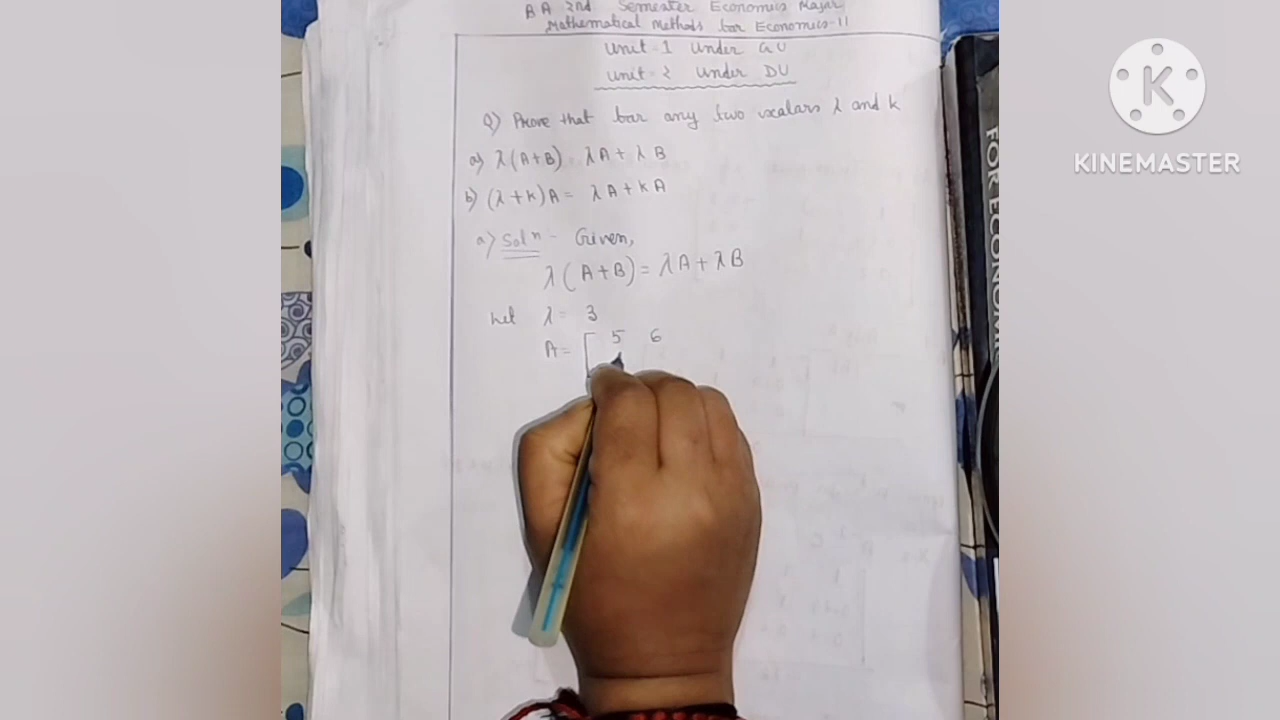 BA 2nd Semester Economics Major
Mathematical Methods for Economics-II
Unit-1 Under GU
Unit-2 Under DU
Q) Prove that for any two scalars λ and k
a) λ(A+B) λA+λB
b) (λ+k)A = λA+kA
a) Solⁿ- Given,
λ(A+B) = λA+λB
Let λ = 3
A = [ 5 6
K
KINEMASTER
FOR ECONOMIC